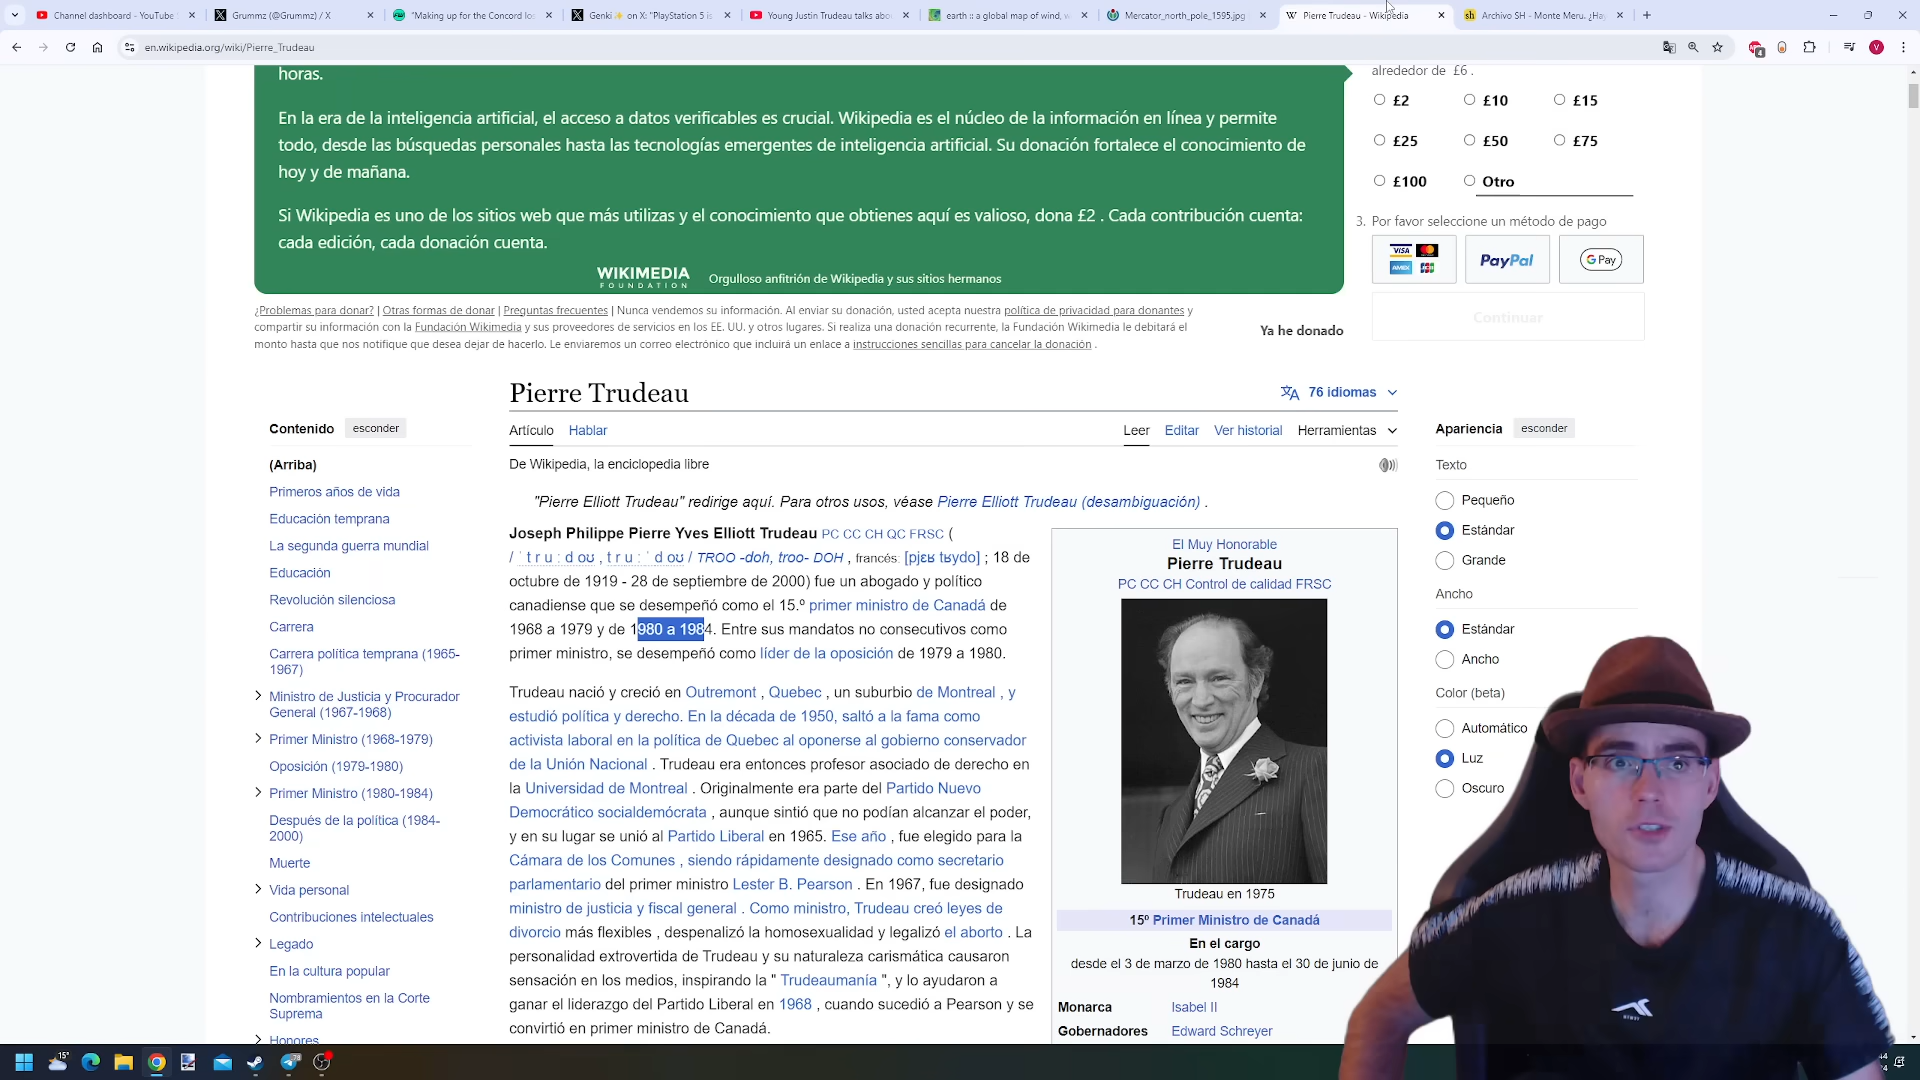 Channel dashboard - YouTube
Grummz (@Grummz) / X
"Making up for the Concord los
Genki✨ on X: "PlayStation 5 is
Young Justin Trudeau talks abo
earth :: a global map of wind, w
Mercator_north_pole_1595.jpg
Pierre Trudeau - Wikipedia
Archivo SH - Monte Meru. ¿Hay
en.wikipedia.org/wiki/Pierre_Trudeau
horas.
En la era de la inteligencia artificial, el acceso a datos verificables es crucial. Wikipedia es el núcleo de la información en línea y permite
todo, desde las búsquedas personales hasta las tecnologías emergentes de inteligencia artificial. Su donación fortalece el conocimiento de
hoy y de mañana.
Si Wikipedia es uno de los sitios web que más utilizas y el conocimiento que obtienes aquí es valioso, dona £2 . Cada contribución cuenta:
cada edición, cada donación cuenta.
WIKIMEDIA
FOUNDATION
Orgulloso anfitrión de Wikipedia y sus sitios hermanos
alrededor de £6 .
£2 £10 £15
£25 £50 £75
£100 Otro
3. Por favor seleccione un método de pago
VISA AMEX JCB
PayPal
G Pay
Continuar
¿Problemas para donar? | Otras formas de donar | Preguntas frecuentes | Nunca vendemos su información. Al enviar su donación, usted acepta nuestra política de privacidad para donantes y
compartir su información con la Fundación Wikimedia y sus proveedores de servicios en los EE. UU. y otros lugares. Si realiza una donación recurrente, la Fundación Wikimedia le debitará el
monto hasta que nos notifique que desea dejar de hacerlo. Le enviaremos un correo electrónico que incluirá un enlace a instrucciones sencillas para cancelar la donación .
Ya he donado
Pierre Trudeau
76 idiomas
Artículo Hablar
Leer Editar Ver historial Herramientas
De Wikipedia, la enciclopedia libre
"Pierre Elliott Trudeau" redirige aquí. Para otros usos, véase Pierre Elliott Trudeau (desambiguación) .
Contenido esconder
(Arriba)
Primeros años de vida
Educación temprana
La segunda guerra mundial
Educación
Revolución silenciosa
Carrera
Carrera política temprana (1965-
1967)
Ministro de Justicia y Procurador
General (1967-1968)
Primer Ministro (1968-1979)
Oposición (1979-1980)
Primer Ministro (1980-1984)
Después de la política (1984-
2000)
Muerte
Vida personal
Contribuciones intelectuales
Legado
En la cultura popular
Nombramientos en la Corte
Suprema
Honores
Joseph Philippe Pierre Yves Elliott Trudeau PC CC CH QC FRSC (
/ ˈ t r uː d oʊ , t r uː ˈ d oʊ / TROO -doh, troo- DOH , francés: [pjɛʁ tʁydo] ; 18 de
octubre de 1919 - 28 de septiembre de 2000) fue un abogado y político
canadiense que se desempeñó como el 15.º primer ministro de Canadá de
1968 a 1979 y de 1980 a 1984. Entre sus mandatos no consecutivos como
primer ministro, se desempeñó como líder de la oposición de 1979 a 1980.
Trudeau nació y creció en Outremont , Quebec , un suburbio de Montreal , y
estudió política y derecho. En la década de 1950, saltó a la fama como
activista laboral en la política de Quebec al oponerse al gobierno conservador
de la Unión Nacional . Trudeau era entonces profesor asociado de derecho en
la Universidad de Montreal . Originalmente era parte del Partido Nuevo
Democrático socialdemócrata , aunque sintió que no podían alcanzar el poder,
y en su lugar se unió al Partido Liberal en 1965. Ese año , fue elegido para la
Cámara de los Comunes , siendo rápidamente designado como secretario
parlamentario del primer ministro Lester B. Pearson . En 1967, fue designado
ministro de justicia y fiscal general . Como ministro, Trudeau creó leyes de
divorcio más flexibles , despenalizó la homosexualidad y legalizó el aborto . La
personalidad extrovertida de Trudeau y su naturaleza carismática causaron
sensación en los medios, inspirando la " Trudeaumanía ", y lo ayudaron a
ganar el liderazgo del Partido Liberal en 1968 , cuando sucedió a Pearson y se
convirtió en primer ministro de Canadá.
El Muy Honorable
Pierre Trudeau
PC CC CH Control de calidad FRSC
Trudeau en 1975
15º Primer Ministro de Canadá
En el cargo
desde el 3 de marzo de 1980 hasta el 30 de junio de
1984
Monarca Isabel II
Gobernadores Edward Schreyer
Apariencia esconder
Texto
Pequeño
Estándar
Grande
Ancho
Estándar
Ancho
Color (beta)
Automático
Luz
Oscuro
15°